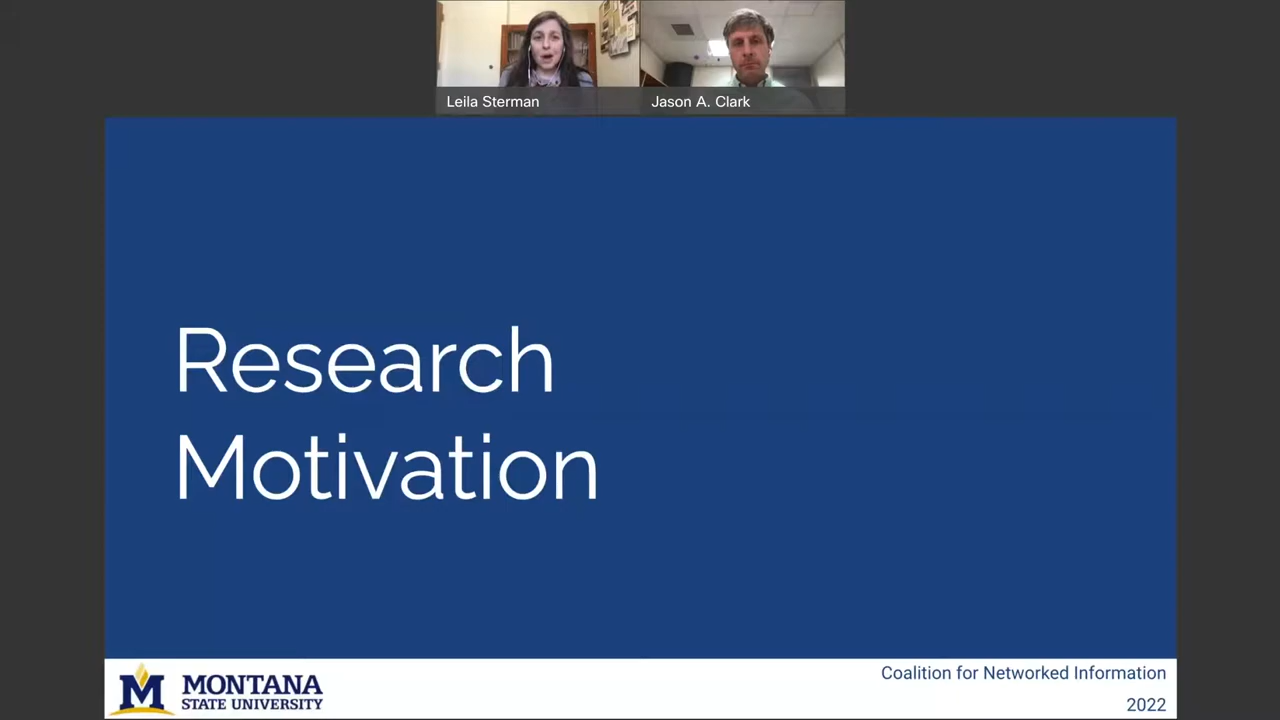 Leila Sterman
Jason A. Clark
Research
Motivation
M MONTANA
STATE UNIVERSITY
Coalition for Networked Information
2022